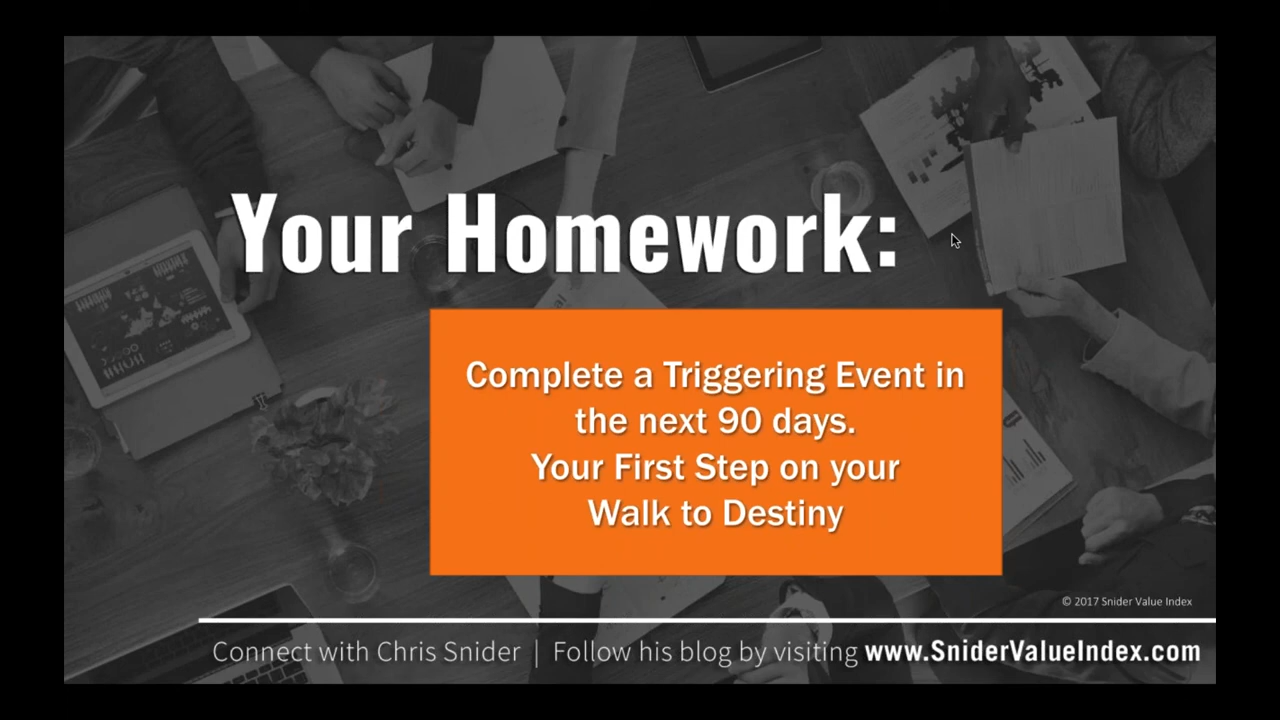 Your Homework:
Complete a Triggering Event in
the next 90 days.
Your First Step on your
Walk to Destiny
© 2017 Snider Value Index
Connect with Chris Snider | Follow his blog by visiting www.SniderValueIndex.com